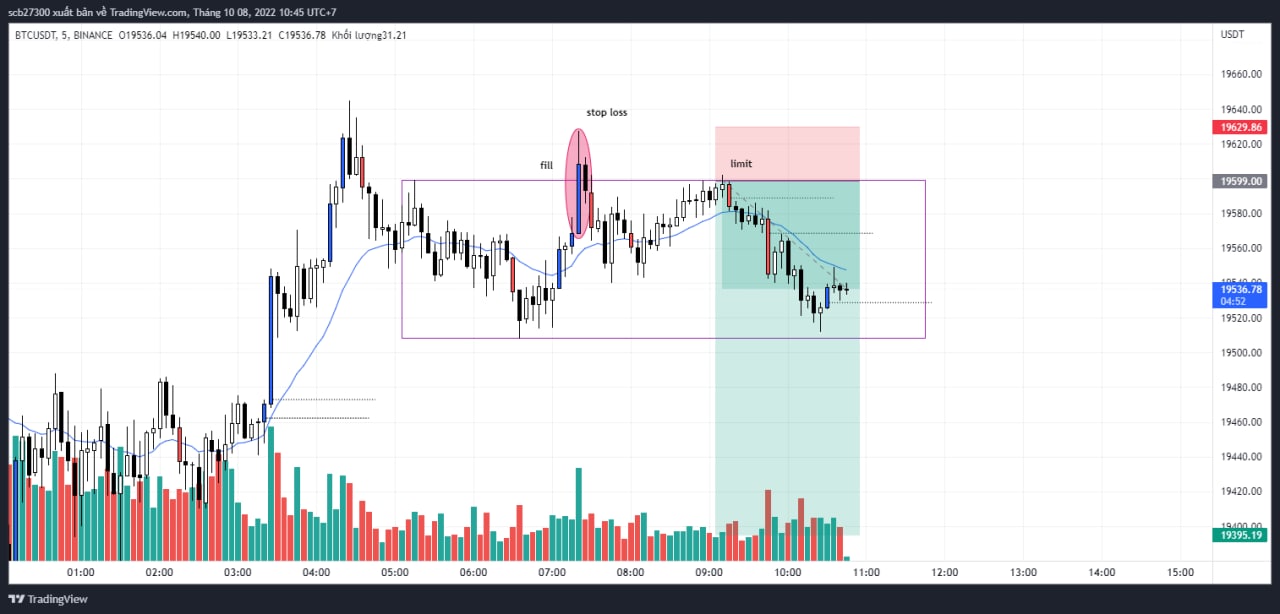 scb27300 xuất bản về TradingView.com, Tháng 10 08, 2022 10:45 UTC+7
BTCUSDT, 5, BINANCE O19536.04 H19540.00 L19533.21 C19536.78 Khối lượng31.21
USDT
19660.00
19640.00
stop loss
19629.86
19620.00
fill
limit
19599.00
19580.00
19560.00
19540.00
19536.78
04:52
19520.00
19500.00
19480.00
19460.00
19440.00
19420.00
19400.00
19395.19
01:00 02:00 03:00 04:00 05:00 06:00 07:00 08:00 09:00 10:00 11:00 12:00 13:00 14:00 15:00
TradingView